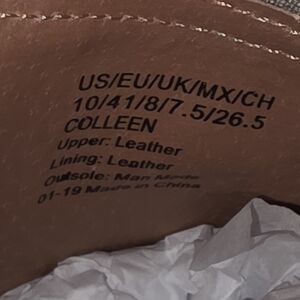 US/EU/UK/MX/CH
10/41/8/7.5/26.5
COLLEEN
Upper: Leather
Lining: Leather
Outsole: Man Made
01-19 Made in China